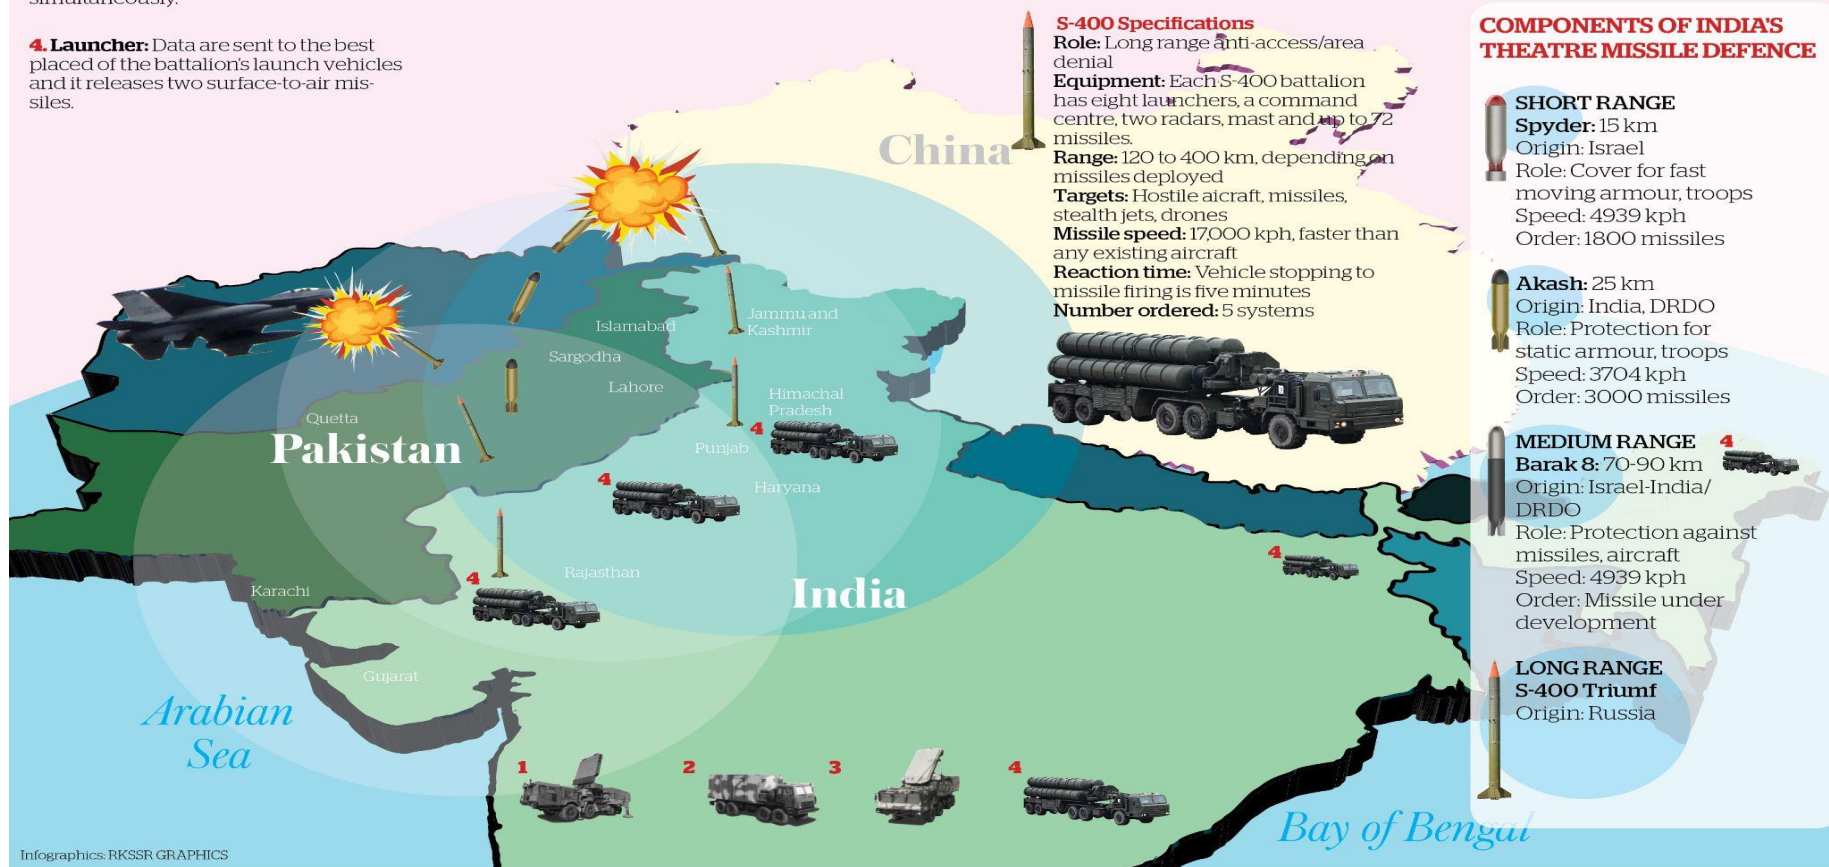 simultaneously.
4. Launcher: Data are sent to the best
placed of the battalion's launch vehicles
and it releases two surface-to-air mis-
siles.
S-400 Specifications
Role: Long range anti-access/area
denial
Equipment: Each S-400 battalion
has eight launchers, a command
centre, two radars, mast and up to 72
missiles.
Range: 120 to 400 km, depending on
missiles deployed
Targets: Hostile aicraft, missiles,
stealth jets, drones
Missile speed: 17,000 kph, faster than
any existing aircraft
Reaction time: Vehicle stopping to
missile firing is five minutes
Number ordered: 5 systems
COMPONENTS OF INDIA'S
THEATRE MISSILE DEFENCE
SHORT RANGE
Spyder: 15 km
Origin: Israel
Role: Cover for fast
moving armour, troops
Speed: 4939 kph
Order: 1800 missiles
Akash: 25 km
Origin: India, DRDO
Role: Protection for
static armour, troops
Speed: 3704 kph
Order: 3000 missiles
MEDIUM RANGE
Barak 8: 70-90 km
Origin: Israel-India/
DRDO
Role: Protection against
missiles, aircraft
Speed: 4939 kph
Order: Missile under
development
LONG RANGE
S-400 Triumf
Origin: Russia
China
Islamabad
Jammu and
Kashmir
Sargodha
Lahore
Himachal
Pradesh
Quetta
Pakistan
4
Punjab
4
4
Haryana
4
Rajasthan
4
India
Karachi
4
Gujarat
Arabian
Sea
1
2
3
4
Bay of Bengal
Infographics: RKSSR GRAPHICS